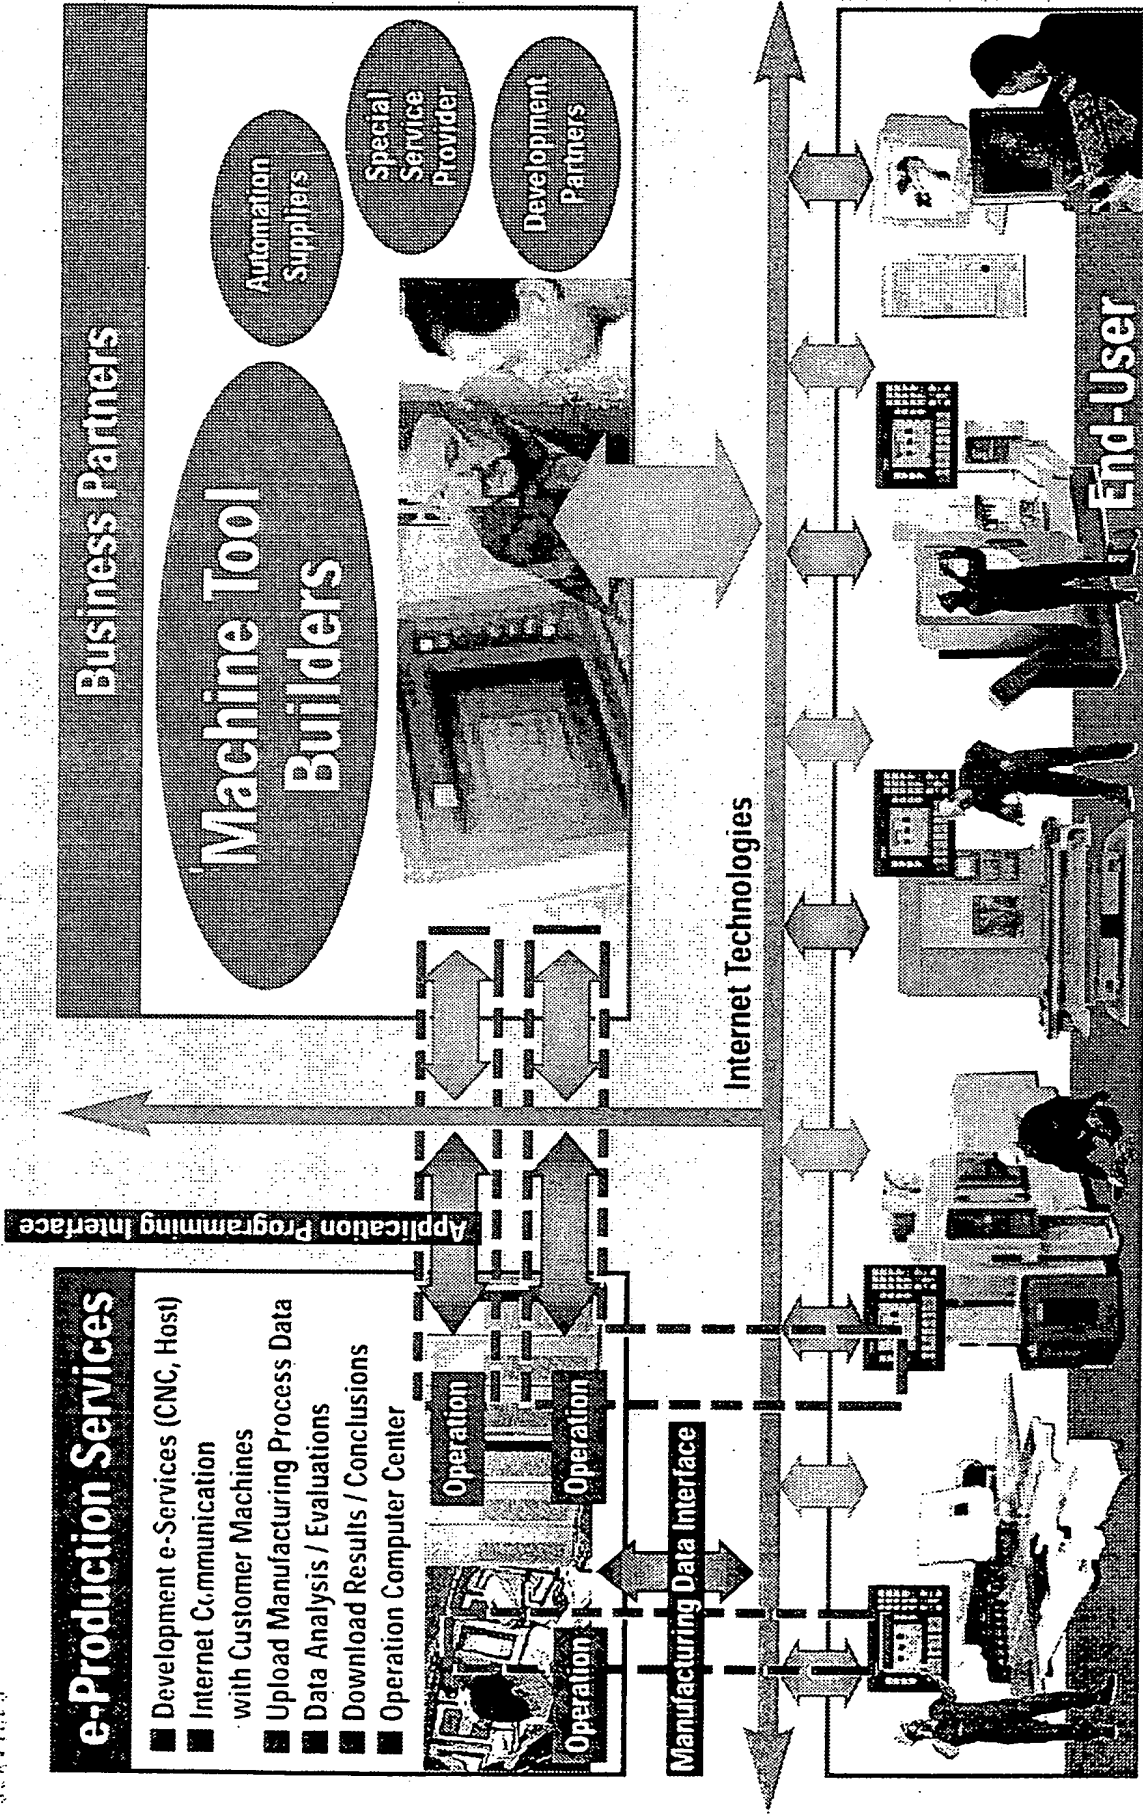 e-Production Services
Development e-Services (CNC, Host)
Internet Communication
with Customer Machines
Upload Manufacturing Process Data
Data Analysis / Evaluations
Download Results / Conclusions
Operation Computer Center
Operation
Operation
Operation
Application Programming Interface
Manufacturing Data Interface
Business Partners
Machine Tool
Builders
Automation
Suppliers
Special
Service
Provider
Development
Partners
Internet Technologies
End-User